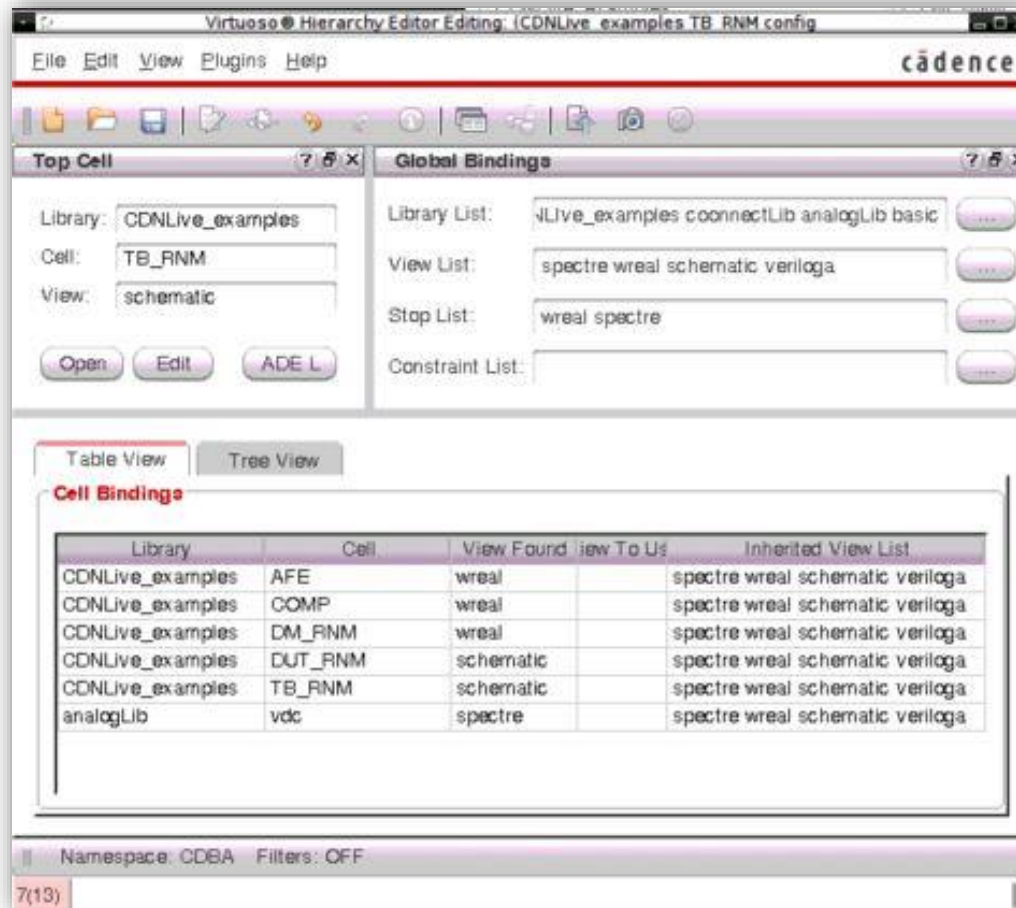 Virtuoso® Hierarchy Editor Editing: (CDNLive_examples TB_RNM config
File Edit View Plugins Help
cādence
Top Cell
Global Bindings
Library: CDNLive_examples
Cell: TB_RNM
View: schematic
Open Edit ADE L
Library List: NLive_examples coonnectLib analogLib basic ...
View List: spectre wreal schematic veriloga ...
Stop List: wreal spectre ...
Constraint List: ...
Table View Tree View
Cell Bindings
Library Cell View Found iew To Us Inherited View List
CDNLive_examples AFE wreal spectre wreal schematic veriloga
CDNLive_examples COMP wreal spectre wreal schematic veriloga
CDNLive_examples DM_RNM wreal spectre wreal schematic veriloga
CDNLive_examples DUT_RNM schematic spectre wreal schematic veriloga
CDNLive_examples TB_RNM schematic spectre wreal schematic veriloga
analogLib vdc spectre spectre wreal schematic veriloga
Namespace: CDBA Filters: OFF
7(13)